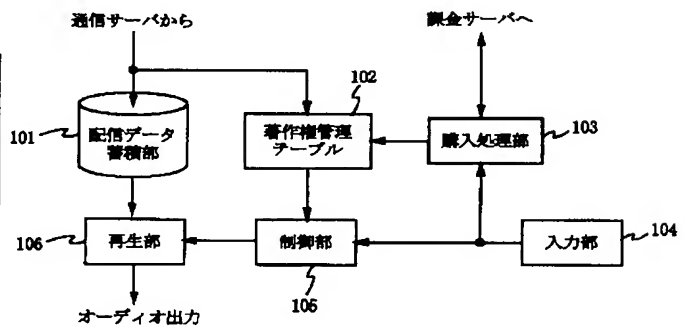 通信サーバから
課金サーバへ
102
101
配信データ
蓄積部
著作権管理
テーブル
購入処理部
103
106
再生部
制御部
入力部
104
105
オーディオ出力